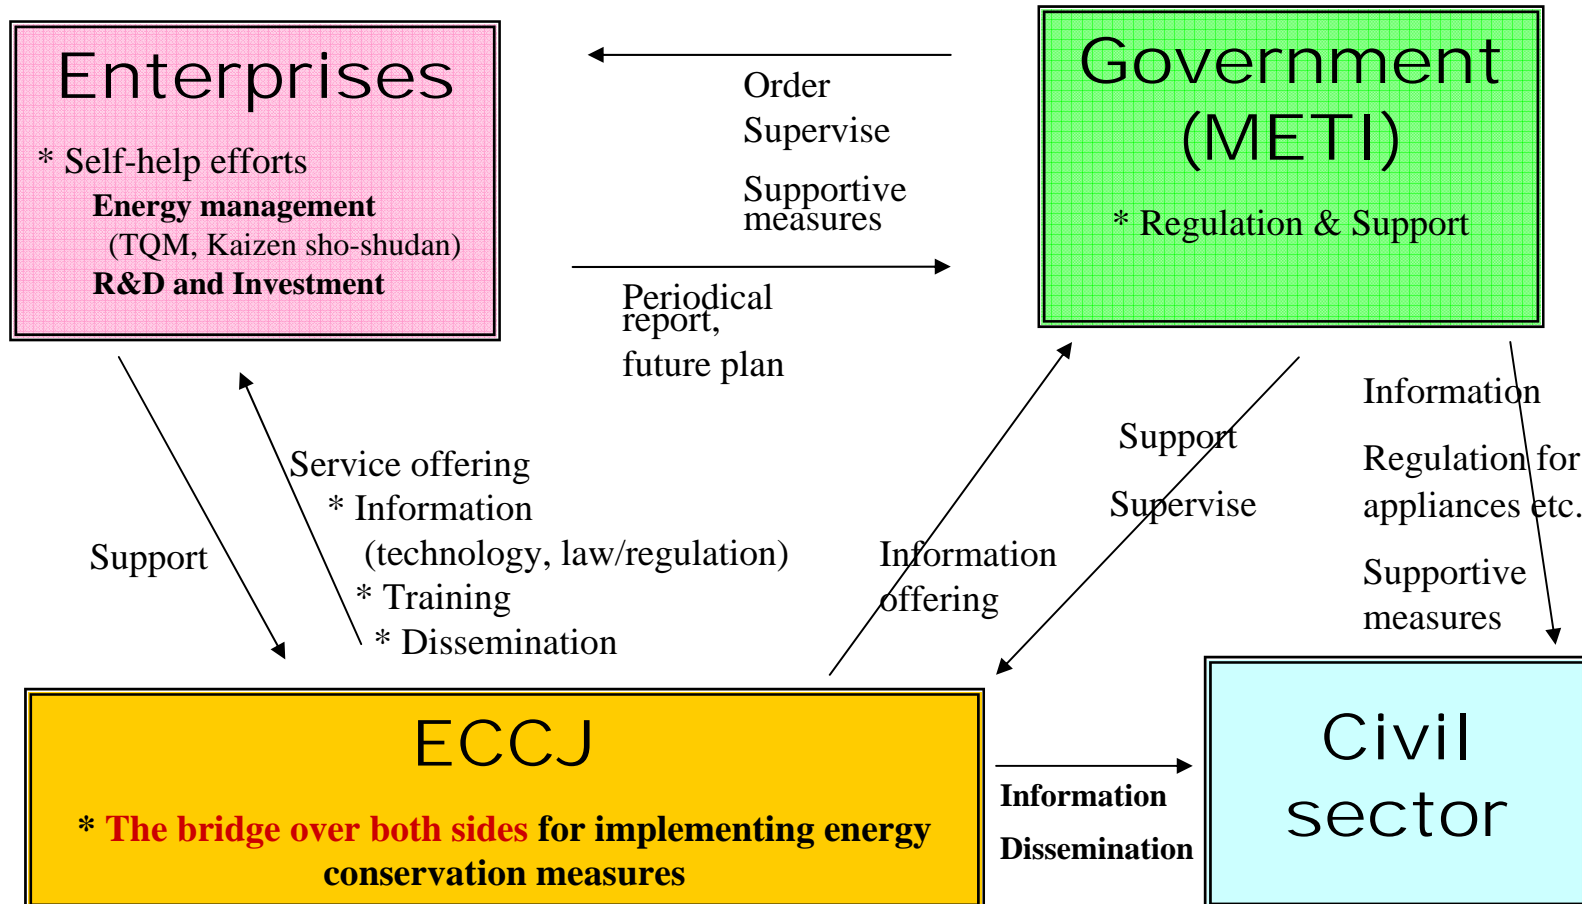 Enterprises
* Self-help efforts
Energy management
(TQM, Kaizen sho-shudan)
R&D and Investment
Order
Supervise
Supportive
measures
Periodical
report,
future plan
Government
(METI)
* Regulation & Support
Support
Service offering
* Information
(technology, law/regulation)
* Training
* Dissemination
Information
offering
Support
Supervise
Information
Regulation for
appliances etc.
Supportive
measures
ECCJ
* The bridge over both sides for implementing energy
conservation measures
Information
Dissemination
Civil
sector